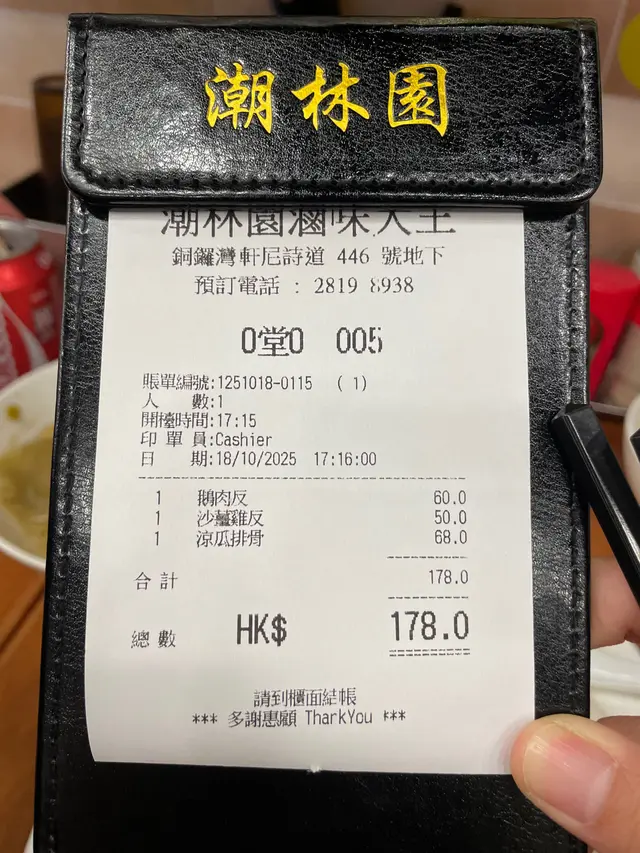 潮林園
潮林園滷味大王
銅鑼灣軒尼詩道 446 號地下
預訂電話 : 2819 8938
0堂0 005
賬單編號:1251018-0115 ( 1)
人 數:1
開檯時間:17:15
印 單 員:Cashier
日 期:18/10/2025 17:16:00
1 鵝肉反 60.0
1 沙薑雞反 50.0
1 涼瓜排骨 68.0
合 計 178.0
總 數 HK$ 178.0
請到櫃面結帳
*** 多謝惠顧 ThankYou ***